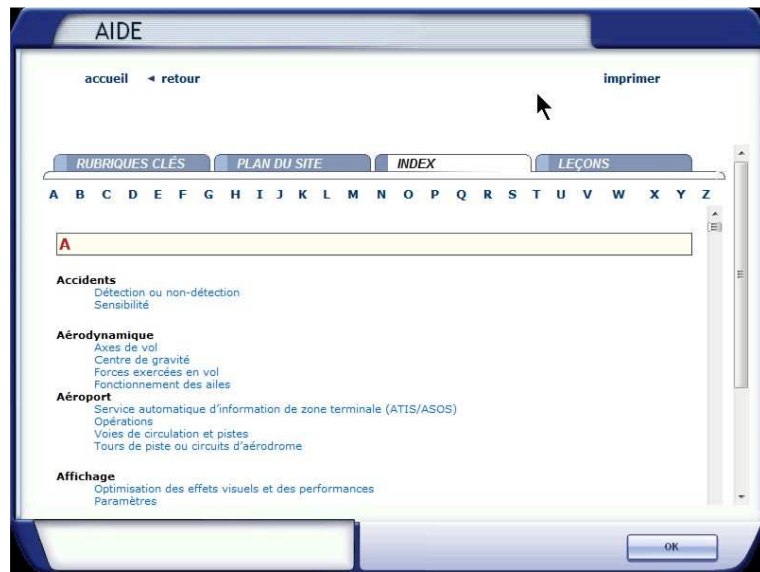 AIDE
accueil ◄ retour imprimer
RUBRIQUES CLÉS PLAN DU SITE INDEX LEÇONS
A B C D E F G H I J K L M N O P Q R S T U V W X Y Z
A
Accidents
Détection ou non-détection
Sensibilité
Aérodynamique
Axes de vol
Centre de gravité
Forces exercées en vol
Fonctionnement des ailes
Aéroport
Service automatique d'information de zone terminale (ATIS/ASOS)
Opérations
Voies de circulation et pistes
Tours de piste ou circuits d'aérodrome
Affichage
Optimisation des effets visuels et des performances
Paramètres
OK